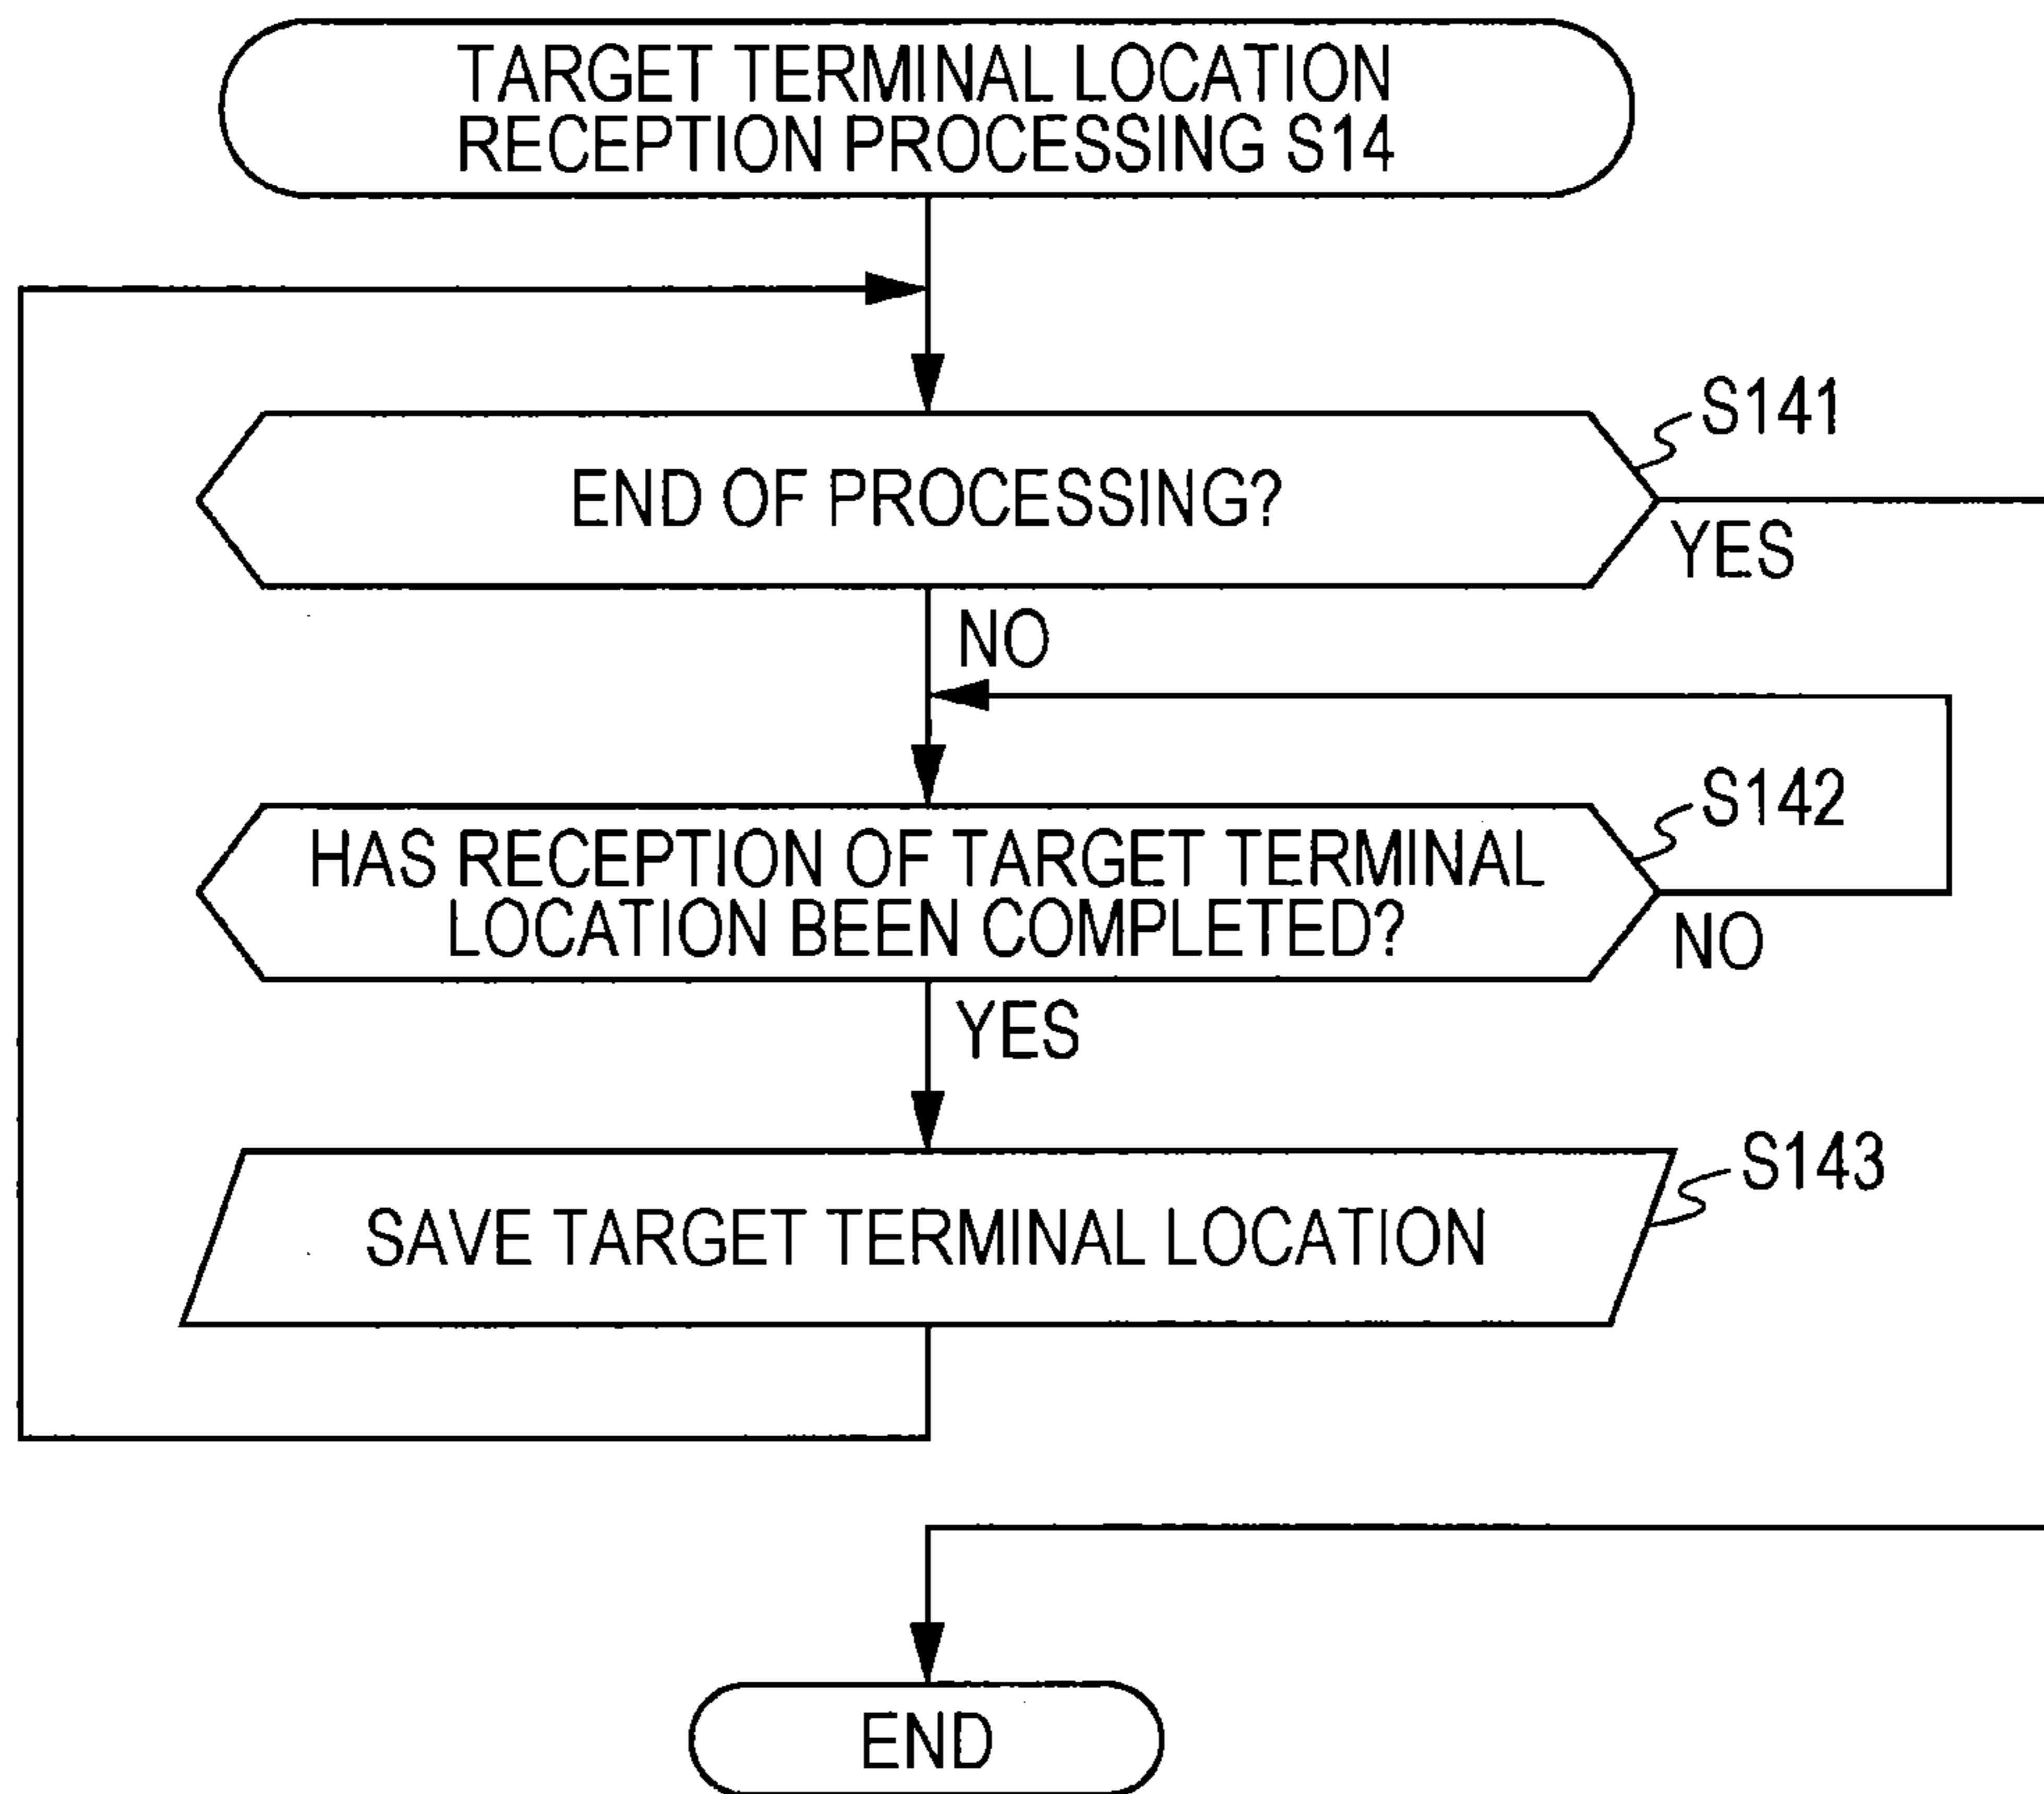 TARGET TERMINAL LOCATION
RECEPTION PROCESSING S14
S141
END OF PROCESSING?
YES
NO
S142
HAS RECEPTION OF TARGET TERMINAL
LOCATION BEEN COMPLETED?
NO
YES
S143
SAVE TARGET TERMINAL LOCATION
END